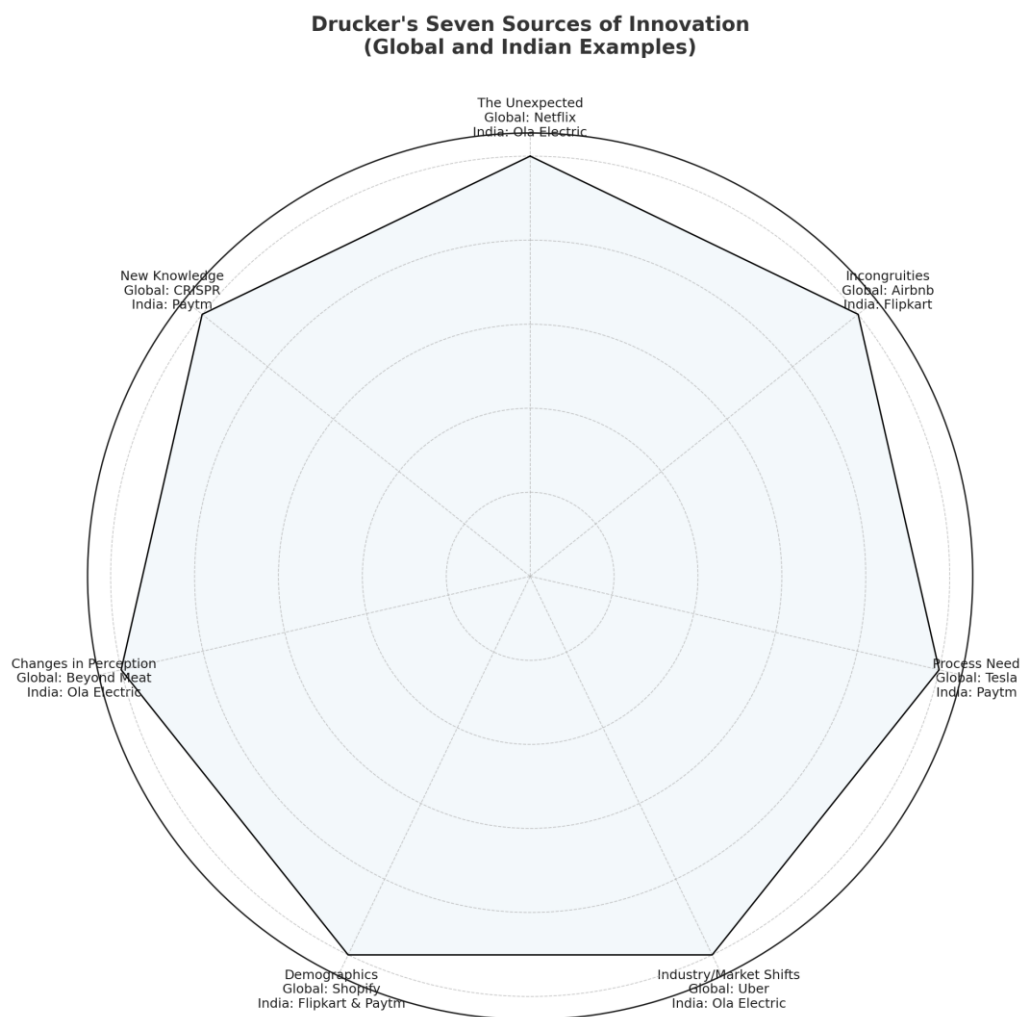 Drucker's Seven Sources of Innovation
(Global and Indian Examples)
The Unexpected
Global: Netflix
India: Ola Electric
New Knowledge
Global: CRISPR
India: Paytm
Incongruities
Global: Airbnb
India: Flipkart
Changes in Perception
Global: Beyond Meat
India: Ola Electric
Process Need
Global: Tesla
India: Paytm
Demographics
Global: Shopify
India: Flipkart & Paytm
Industry/Market Shifts
Global: Uber
India: Ola Electric